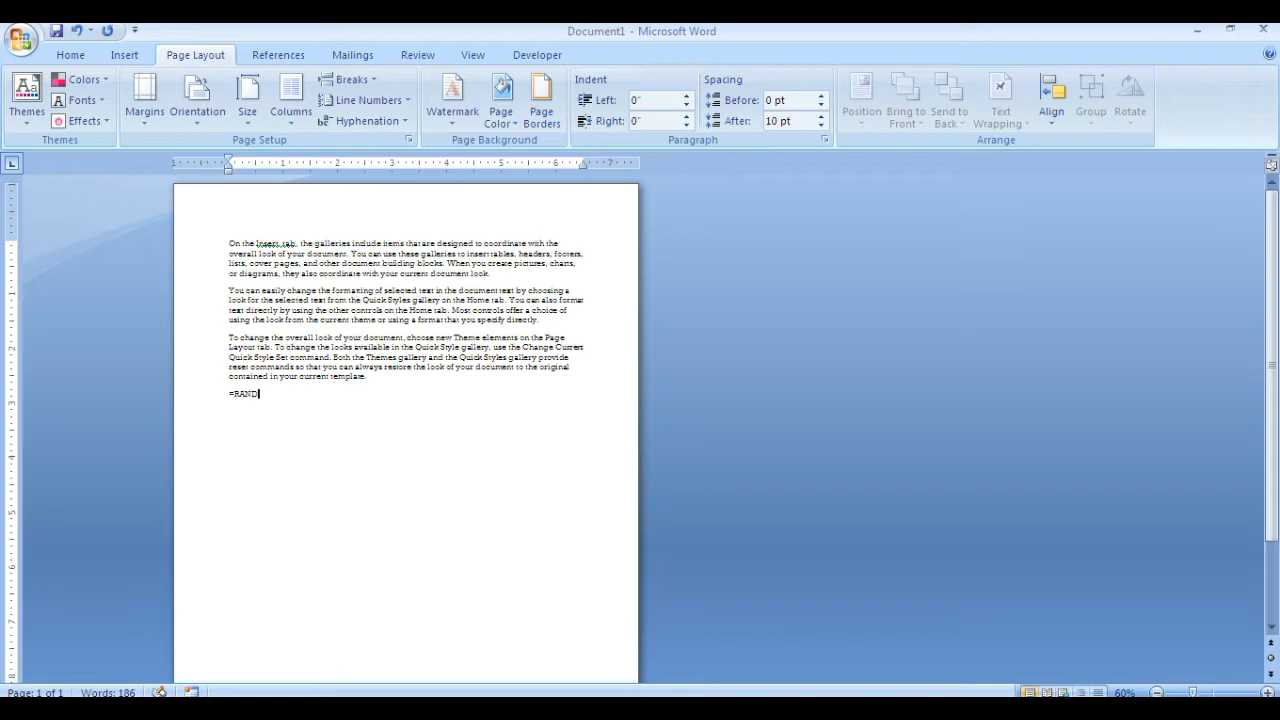 Document1 - Microsoft Word
Home Insert Page Layout References Mailings Review View Developer
Themes
Colors
Fonts
Effects
Themes
Margins
Orientation
Size
Columns
Breaks
Line Numbers
Hyphenation
Page Setup
Watermark
Page Color
Page Borders
Page Background
Indent
Left: 0"
Right: 0"
Spacing
Before: 0 pt
After: 10 pt
Paragraph
Position
Bring to Front
Send to Back
Text Wrapping
Align
Group
Rotate
Arrange
1 1 2 3 4 5 6 7
On the Insert tab, the galleries include items that are designed to coordinate with the
overall look of your document. You can use these galleries to insert tables, headers, footers,
lists, cover pages, and other document building blocks. When you create pictures, charts,
or diagrams, they also coordinate with your current document look.
You can easily change the formatting of selected text in the document text by choosing a
look for the selected text from the Quick Styles gallery on the Home tab. You can also format
text directly by using the other controls on the Home tab. Most controls offer a choice of
using the look from the current theme or using a format that you specify directly.
To change the overall look of your document, choose new Theme elements on the Page
Layout tab. To change the looks available in the Quick Style gallery, use the Change Current
Quick Style Set command. Both the Themes gallery and the Quick Styles gallery provide
reset commands so that you can always restore the look of your document to the original
contained in your current template.
=RAND
Page: 1 of 1 Words: 186 60%